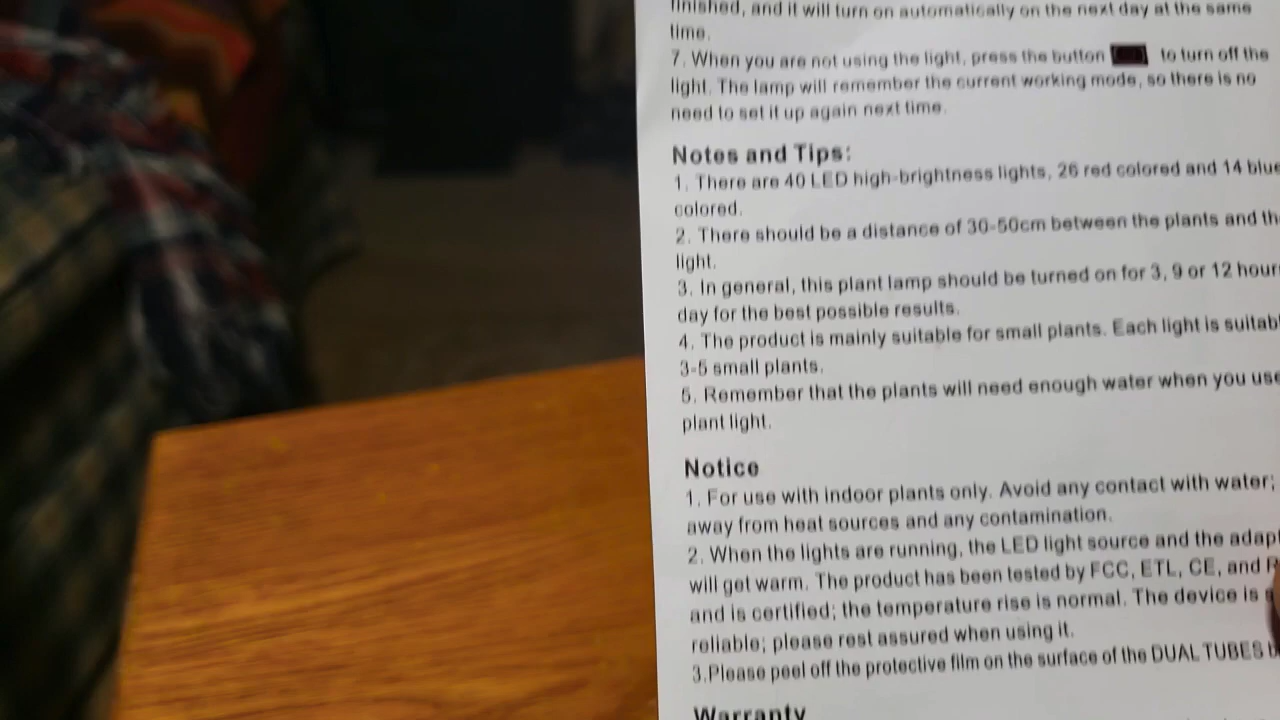 finished, and it will turn on automatically on the next day at the same
time.
7. When you are not using the light, press the button to turn off the
light. The lamp will remember the current working mode, so there is no
need to set it up again next time.
Notes and Tips:
1. There are 40 LED high-brightness lights, 26 red colored and 14 blue
colored.
2. There should be a distance of 30-50cm between the plants and th
light.
3. In general, this plant lamp should be turned on for 3, 9 or 12 hour
day for the best possible results.
4. The product is mainly suitable for small plants. Each light is suitabl
3-5 small plants.
5. Remember that the plants will need enough water when you use
plant light.
Notice
1. For use with indoor plants only. Avoid any contact with water;
away from heat sources and any contamination.
2. When the lights are running, the LED light source and the adapt
will get warm. The product has been tested by FCC, ETL, CE, and
and is certified; the temperature rise is normal. The device is
reliable; please rest assured when using it.
3.Please peel off the protective film on the surface of the DUAL TUBES
Warranty